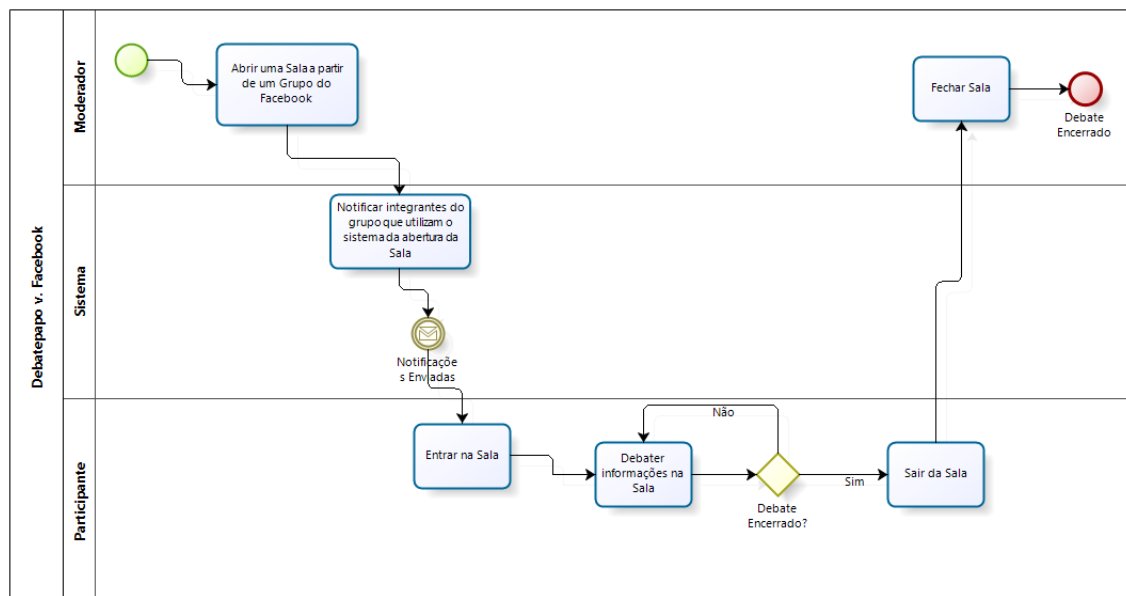 Debatepapo v. Facebook
Moderador
Abrir uma Sala a partir
de um Grupo do
Facebook
Fechar Sala
Debate
Encerrado
Sistema
Notificar integrantes do
grupo que utilizam o
sistema da abertura da
Sala
Notificaçõe
s Enviadas
Participante
Entrar na Sala
Debater
informações na
Sala
Não
Debate
Encerrado?
Sim
Sair da Sala